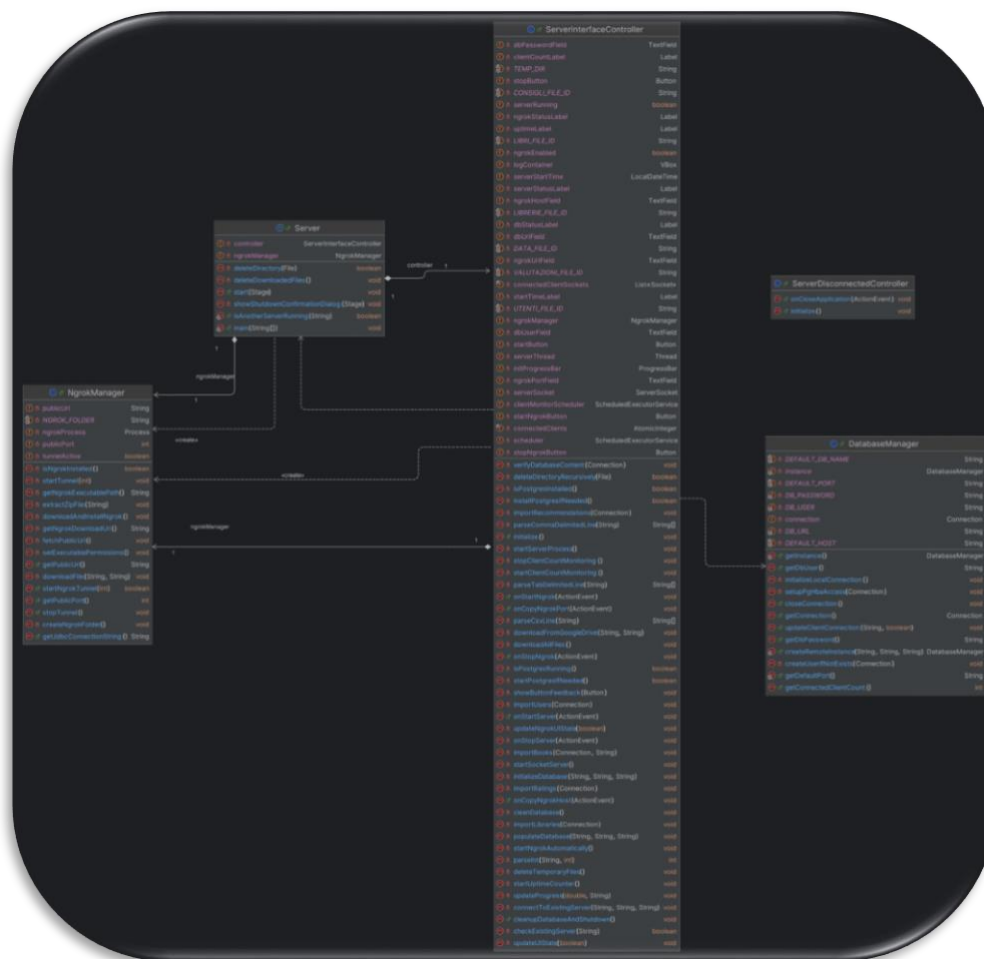 ServerInterfaceController
dbPasswordField TextField
clientCountLabel Label
TEMP_DIR String
stopButton Button
CONSIGLI_FILE_ID String
serverRunning boolean
ngrokStatusLabel Label
uptimeLabel Label
LIBRI_FILE_ID String
ngrokEnabled boolean
logContainer VBox
serverStartTime LocalDateTime
serverStatusLabel Label
ngrokHostField TextField
LIBRERIE_FILE_ID String
dbStatusLabel Label
dbUrlField TextField
DATA_FILE_ID String
ngrokUrlField TextField
VALUTAZIONI_FILE_ID String
connectedClientSockets List<Socket>
startTimeLabel Label
UTENTI_FILE_ID String
ngrokManager NgrokManager
dbUserField TextField
startButton Button
serverThread Thread
initProgressBar ProgressBar
ngrokPortField TextField
serverSocket ServerSocket
clientMonitorScheduler ScheduledExecutorService
startNgrokButton Button
connectedClients AtomicInteger
scheduler ScheduledExecutorService
stopNgrokButton Button
verifyDatabaseContent(Connection) void
deleteDirectoryRecursively(File) boolean
isPostgresInstalled() boolean
installPostgresIfNeeded() boolean
importRecommendations(Connection) void
parseCommaDelimitedLine(String) String[]
initialize() void
startServerProcess() void
stopClientCountMonitoring() void
startClientCountMonitoring() void
parseTabDelimitedLine(String) String[]
onStartNgrok(ActionEvent) void
onCopyNgrokPort(ActionEvent) void
parseCsvLine(String) String[]
downloadFromGoogleDrive(String, String) void
downloadAllFiles() void
onStopNgrok(ActionEvent) void
isPostgresRunning() boolean
startPostgresIfNeeded() boolean
showButtonFeedback(Button) void
importUsers(Connection) void
onStartServer(ActionEvent) void
updateNgrokUIState(boolean) void
onStopServer(ActionEvent) void
importBooks(Connection, String) void
startSocketServer() void
initializeDatabase(String, String, String) void
importRatings(Connection) void
onCopyNgrokHost(ActionEvent) void
cleanDatabase() void
importLibraries(Connection) void
populateDatabase(String, String, String) void
startNgrokAutomatically() void
parseInt(String, int) int
deleteTemporaryFiles() void
startUptimeCounter() void
updateProgress(double, String) void
connectToExistingServer(String, String, String) void
cleanupDatabaseAndShutdown() void
checkExistingServer(String) boolean
updateUIState(boolean) void
Server
controller ServerInterfaceController
ngrokManager NgrokManager
deleteDirectory(File) boolean
deleteDownloadedFiles() void
start(Stage) void
showShutdownConfirmationDialog(Stage) void
isAnotherServerRunning(String) boolean
main(String[]) void
controller 1
1
ServerDisconnectedController
onCloseApplication(ActionEvent) void
initialize() void
1
ngrokManager
1
«create»
«create»
ngrokManager
1
1
NgrokManager
publicUrl String
NGROK_FOLDER String
ngrokProcess Process
publicPort int
tunnelActive boolean
isNgrokInstalled() boolean
startTunnel(int) void
getNgrokExecutablePath() String
extractZipFile(String) void
downloadAndInstallNgrok() void
getNgrokDownloadUrl() String
fetchPublicUrl() void
setExecutablePermissions() void
getPublicUrl() String
downloadFile(String, String) void
startNgrokTunnel(int) boolean
getPublicPort() int
stopTunnel() void
createNgrokFolder() void
getJdbcConnectionString() String
DatabaseManager
DEFAULT_DB_NAME String
instance DatabaseManager
DEFAULT_PORT String
DB_PASSWORD String
DB_USER String
connection Connection
DB_URL String
DEFAULT_HOST String
getInstance() DatabaseManager
getDbUser() String
initializeLocalConnection() void
setupPgHbaAccess(Connection) void
closeConnection() void
getConnection() Connection
updateClientConnection(String, boolean) void
getDbPassword() String
createRemoteInstance(String, String, String) DatabaseManager
createUserIfNotExists(Connection) void
getDefaultPort() String
getConnectedClientCount() int